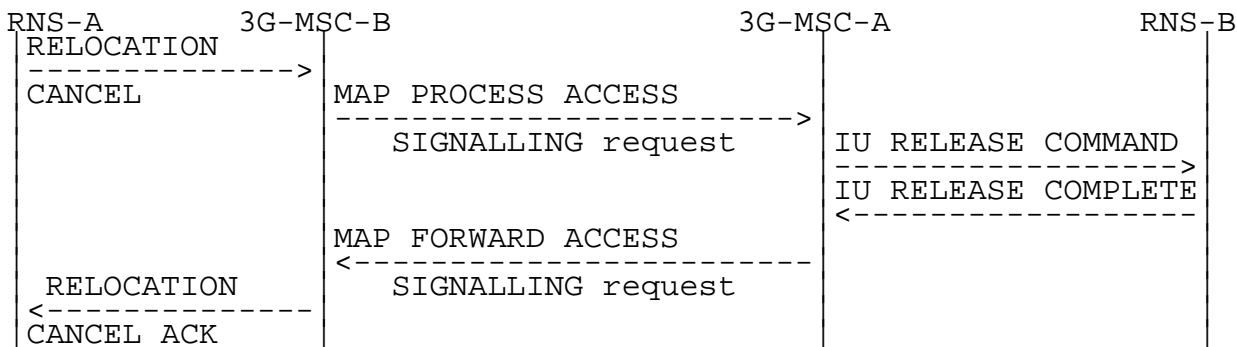 RNS-A 3G-MSC-B 3G-MSC-A RNS-B
RELOCATION
CANCEL MAP PROCESS ACCESS
SIGNALLING request IU RELEASE COMMAND
IU RELEASE COMPLETE
MAP FORWARD ACCESS
RELOCATION SIGNALLING request
CANCEL ACK